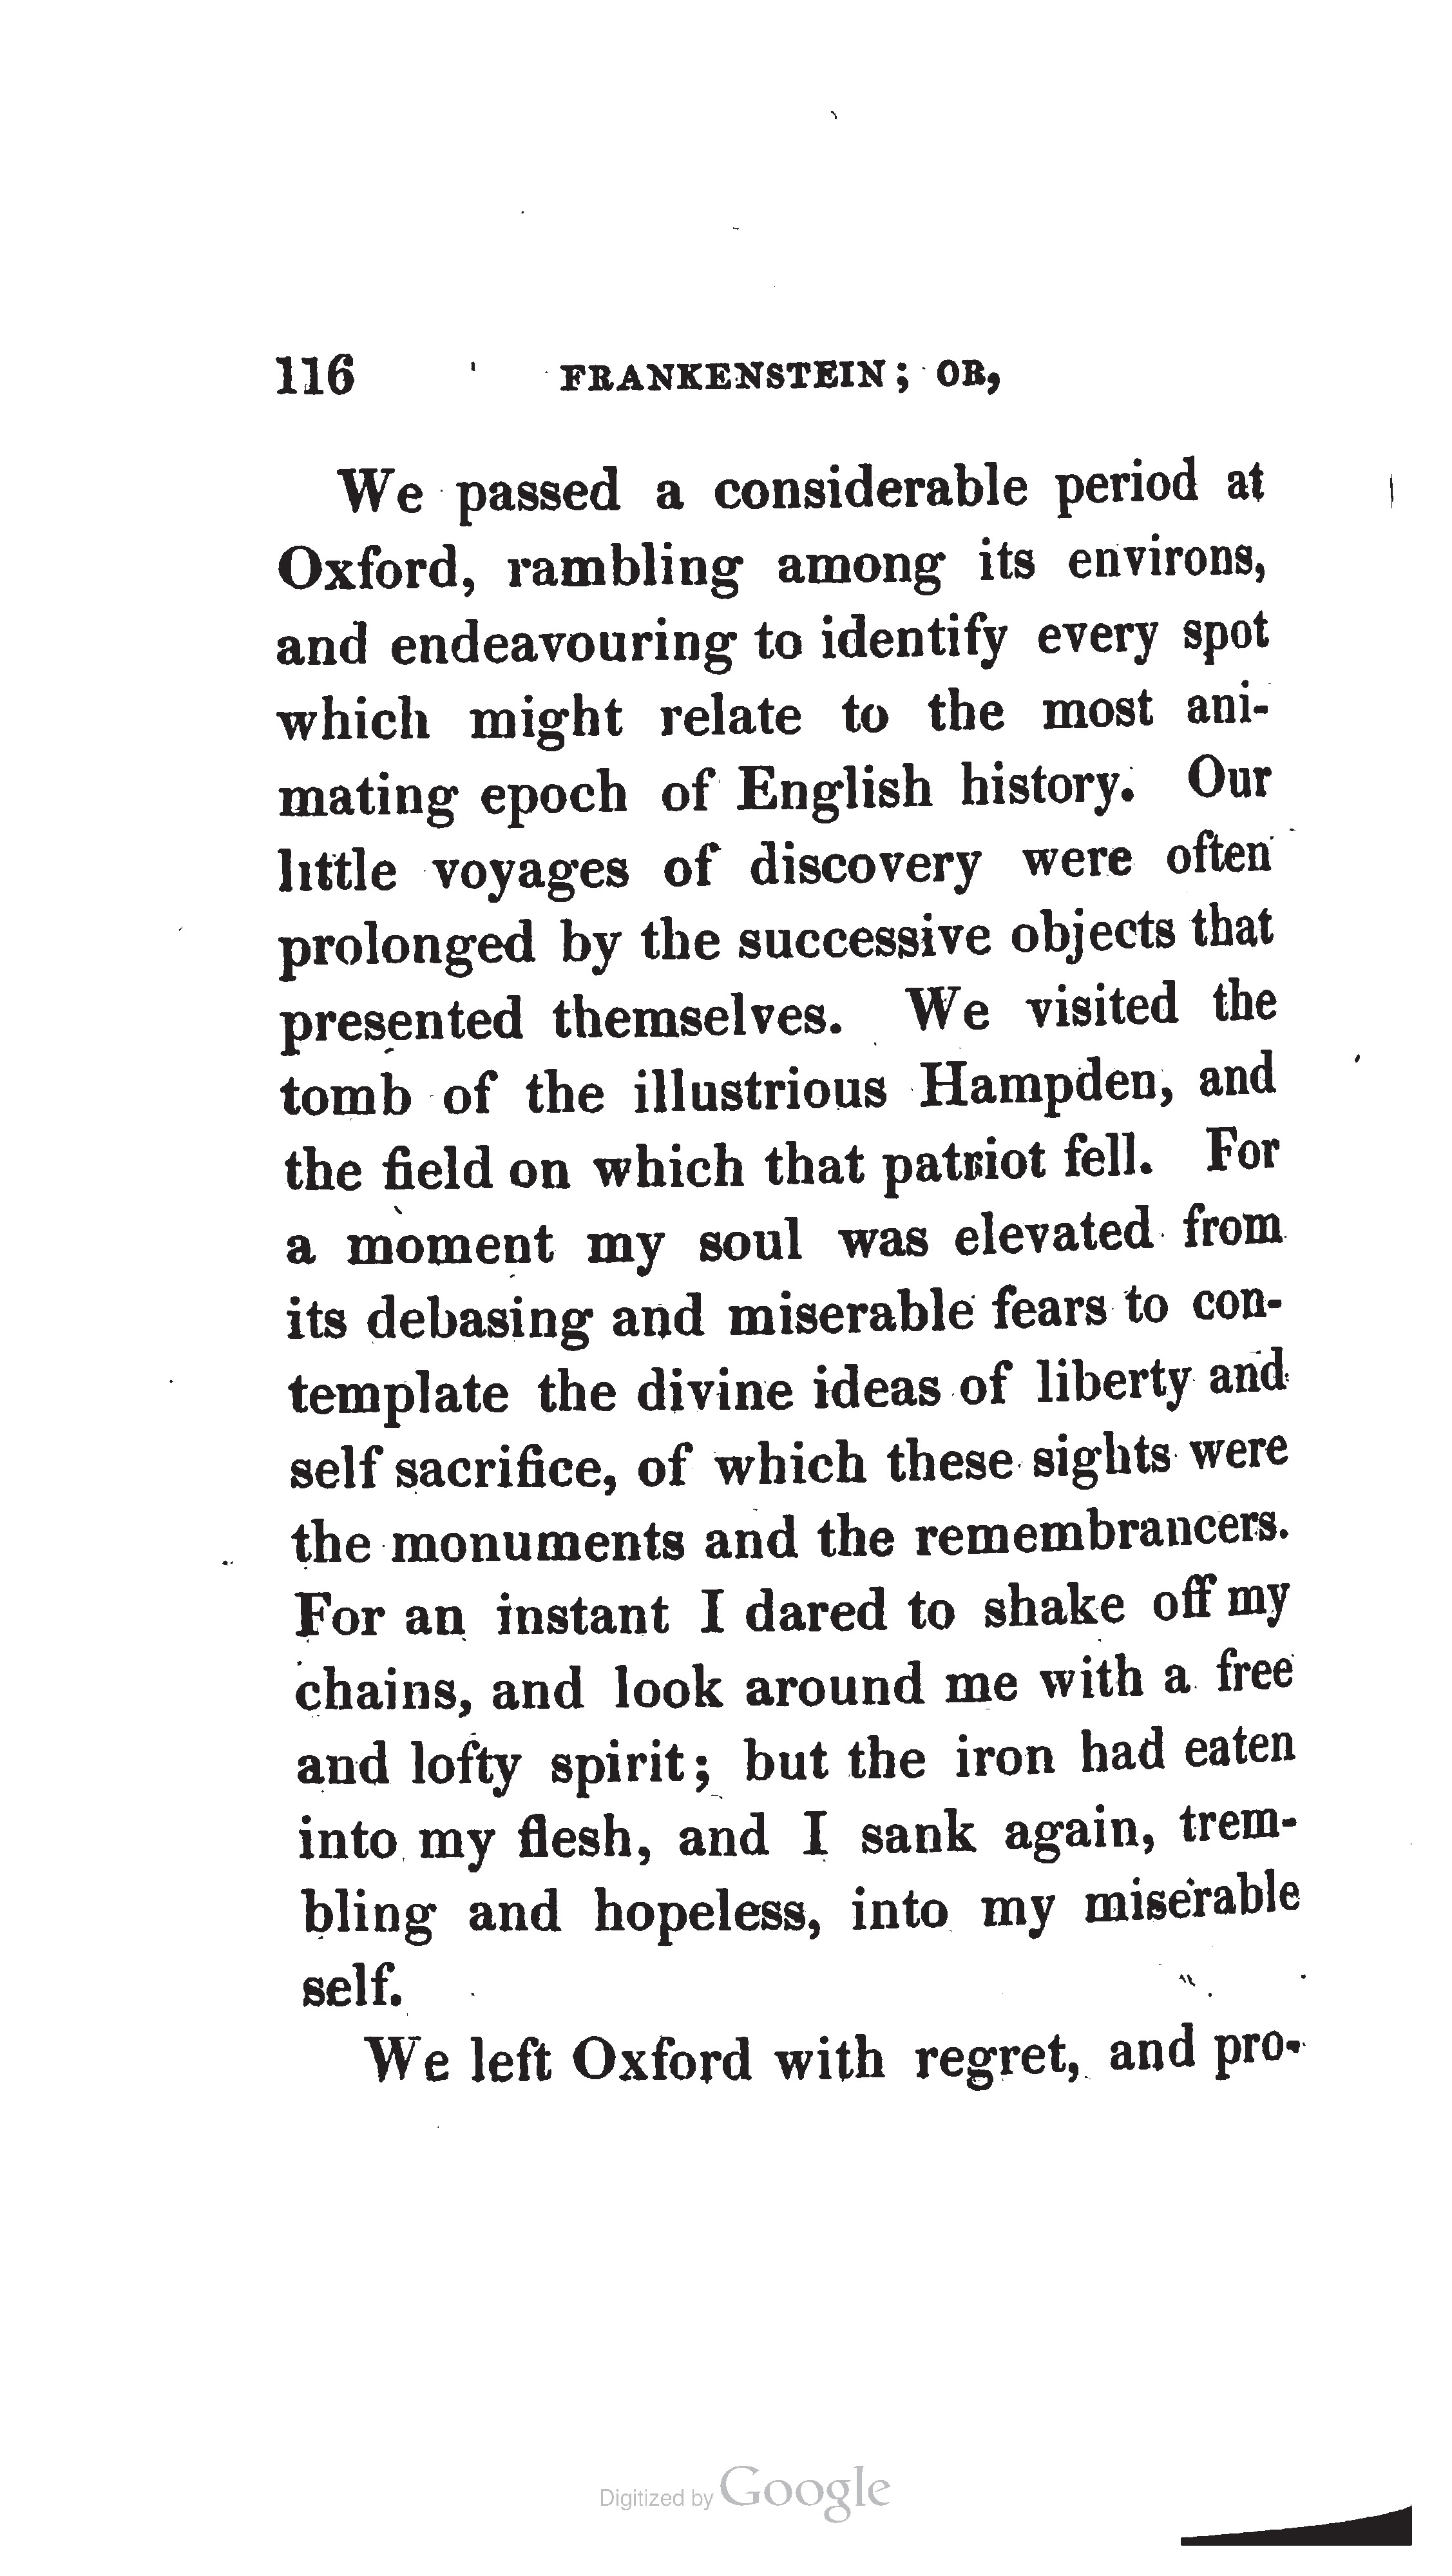 116 FRANKENSTEIN; OR,
We passed a considerable period at
Oxford, rambling among its environs,
and endeavouring to identify every spot
which might relate to the most ani-
mating epoch of English history. Our
little voyages of discovery were often
prolonged by the successive objects that
presented themselves. We visited the
tomb of the illustrious Hampden, and
the field on which that patriot fell. For
a moment my soul was elevated from
its debasing and miserable fears to con-
template the divine ideas of liberty and
self sacrifice, of which these sights were
the monuments and the remembrancers.
For an instant I dared to shake off my
chains, and look around me with a free
and lofty spirit; but the iron had eaten
into my flesh, and I sank again, trem-
bling and hopeless, into my miserable
self.
We left Oxford with regret, and pro-
Digitized by Google